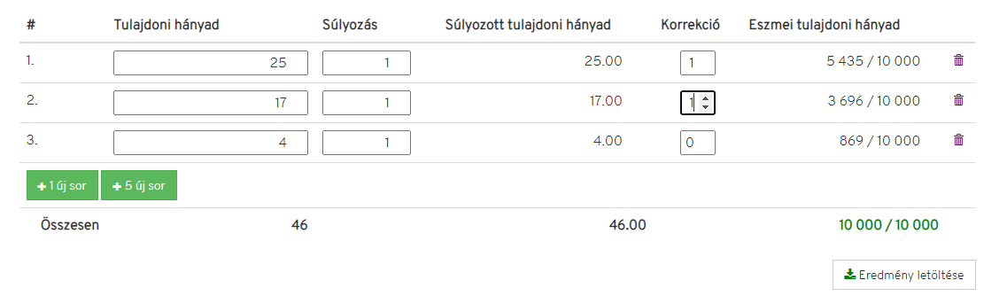 # Tulajdoni hányad Súlyozás Súlyozott tulajdoni hányad Korrekció Eszmei tulajdoni hányad
1. 25 1 25.00 1 5 435 / 10 000
2. 17 1 17.00 1 3 696 / 10 000
3. 4 1 4.00 0 869 / 10 000
+ 1 új sor + 5 új sor
Összesen 46 46.00 10 000 / 10 000
Eredmény letöltése